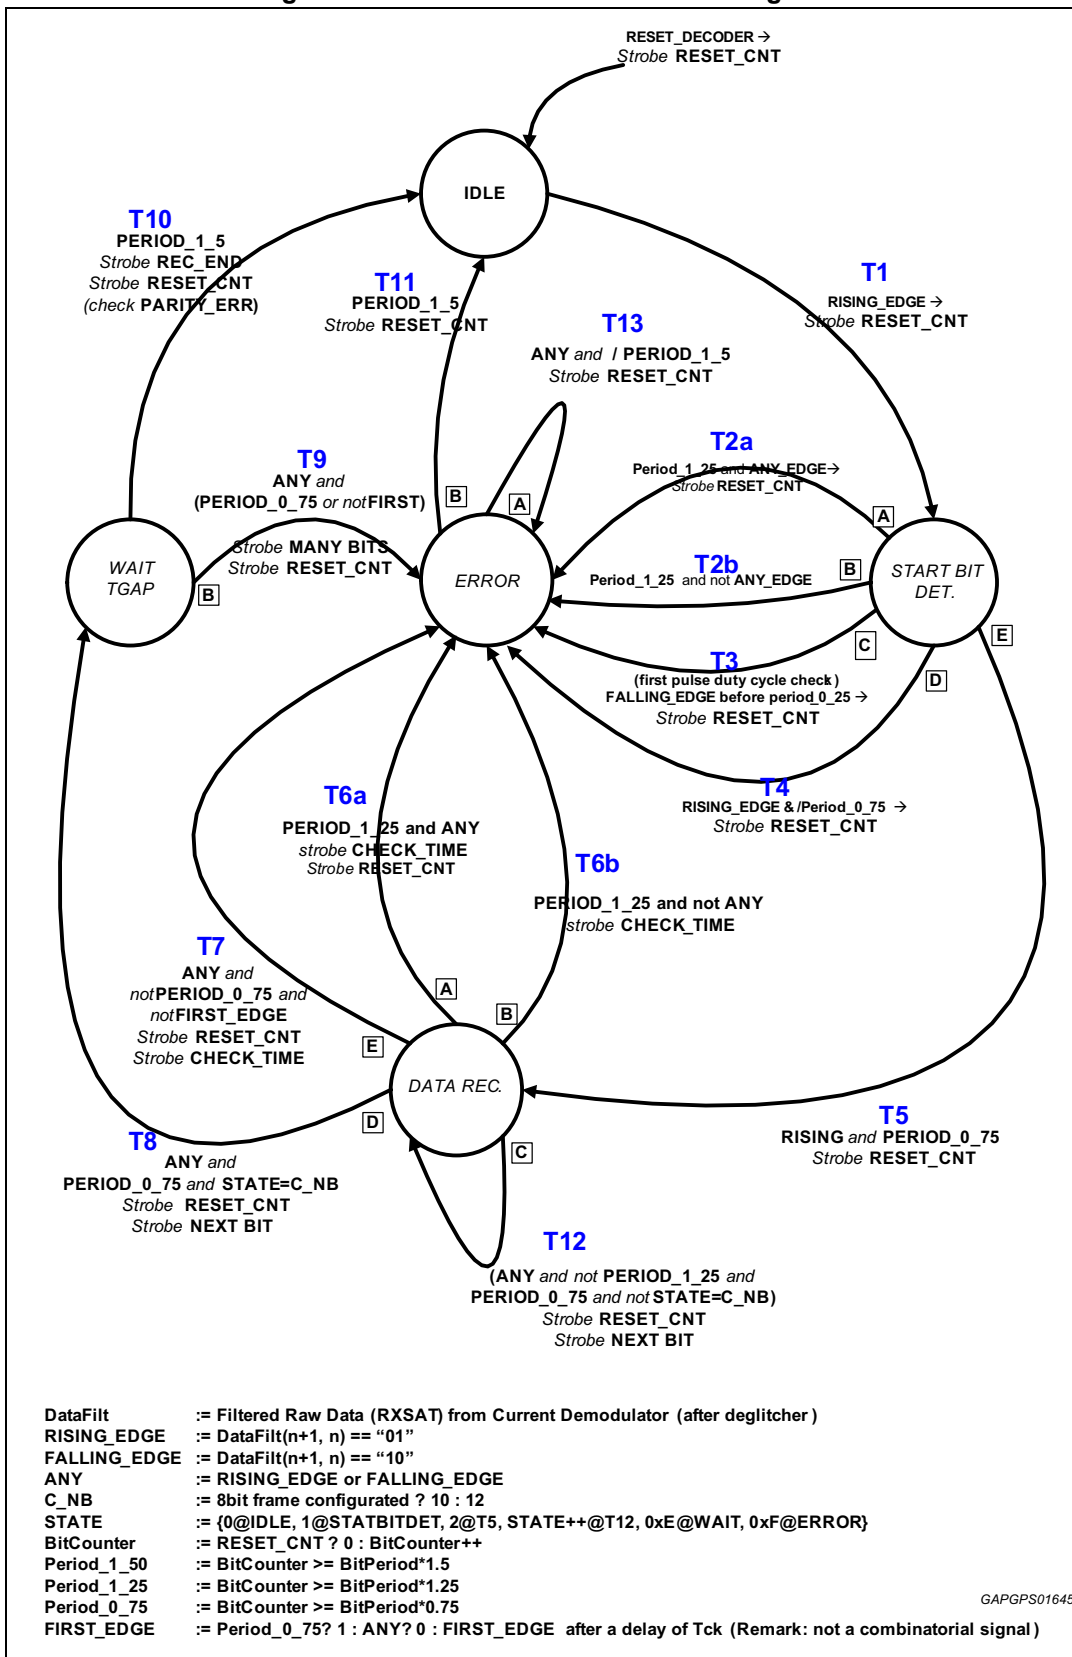 RESET_DECODER →
Strobe RESET_CNT
IDLE
T10
PERIOD_1_5
Strobe REC_END
Strobe RESET_CNT
(check PARITY_ERR)
T11
PERIOD_1_5
Strobe RESET_CNT
T1
RISING_EDGE →
Strobe RESET_CNT
T13
ANY and / PERIOD_1_5
Strobe RESET_CNT
T2a
Period_1_25 and ANY_EDGE→
Strobe RESET_CNT
T9
ANY and
(PERIOD_0_75 or not FIRST)
Strobe MANY BITS
Strobe RESET_CNT
B
A
A
WAIT
TGAP
B
ERROR
T2b
Period_1_25 and not ANY_EDGE
B
START BIT
DET.
C
E
D
T3
(first pulse duty cycle check)
FALLING_EDGE before period_0_25 →
Strobe RESET_CNT
T4
RISING_EDGE & /Period_0_75 →
Strobe RESET_CNT
T6a
PERIOD_1_25 and ANY
strobe CHECK_TIME
Strobe RESET_CNT
T6b
PERIOD_1_25 and not ANY
strobe CHECK_TIME
T7
ANY and
not PERIOD_0_75 and
not FIRST_EDGE
Strobe RESET_CNT
Strobe CHECK_TIME
A
B
E
DATA REC.
D
C
T5
RISING and PERIOD_0_75
Strobe RESET_CNT
T8
ANY and
PERIOD_0_75 and STATE=C_NB
Strobe RESET_CNT
Strobe NEXT BIT
T12
(ANY and not PERIOD_1_25 and
PERIOD_0_75 and not STATE=C_NB)
Strobe RESET_CNT
Strobe NEXT BIT
DataFilt := Filtered Raw Data (RXSAT) from Current Demodulator (after deglitcher)
RISING_EDGE := DataFilt(n+1, n) == “01”
FALLING_EDGE := DataFilt(n+1, n) == “10”
ANY := RISING_EDGE or FALLING_EDGE
C_NB := 8bit frame configurated ? 10 : 12
STATE := {0@IDLE, 1@STATBITDET, 2@T5, STATE++@T12, 0xE@WAIT, 0xF@ERROR}
BitCounter := RESET_CNT ? 0 : BitCounter++
Period_1_50 := BitCounter >= BitPeriod*1.5
Period_1_25 := BitCounter >= BitPeriod*1.25
Period_0_75 := BitCounter >= BitPeriod*0.75
FIRST_EDGE := Period_0_75? 1 : ANY? 0 : FIRST_EDGE after a delay of Tck (Remark: not a combinatorial signal)
GAPGPS01645